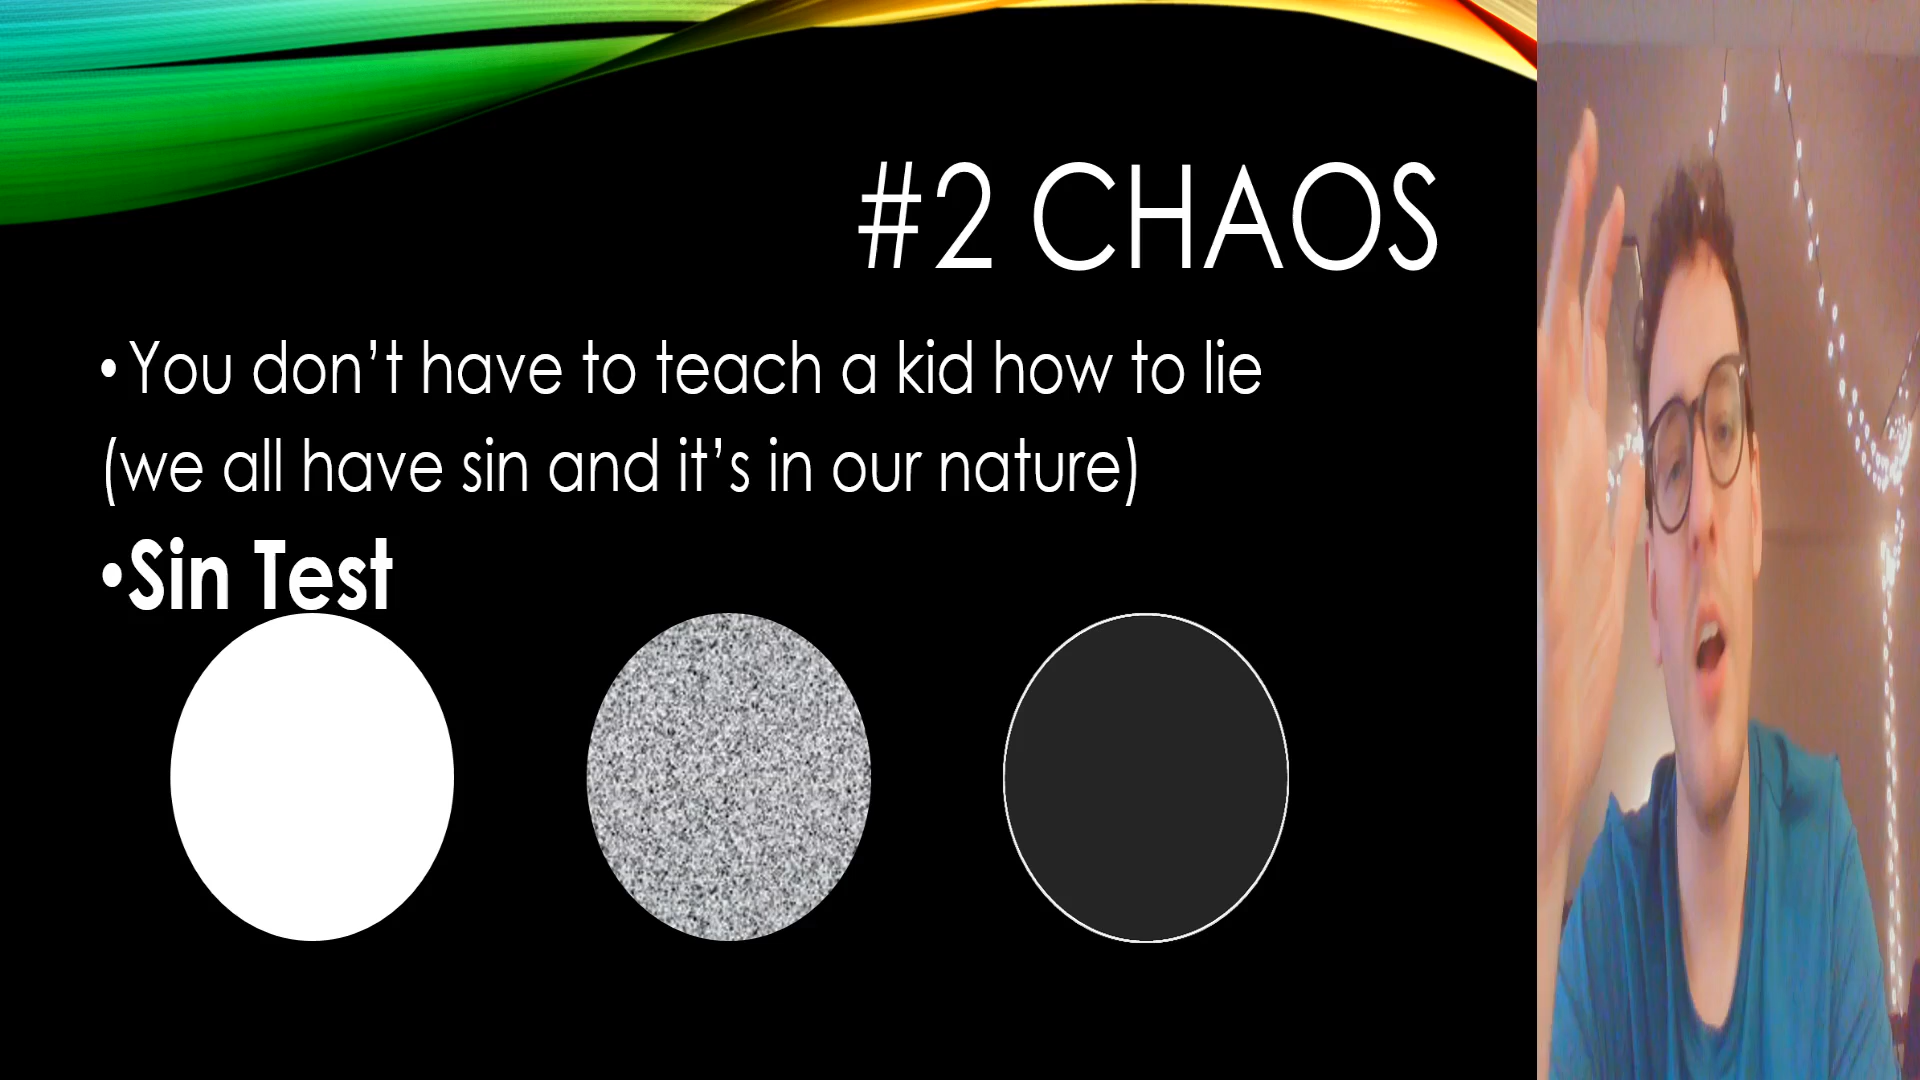 #2 CHAOS
• You don’t have to teach a kid how to lie
(we all have sin and it’s in our nature)
•Sin Test